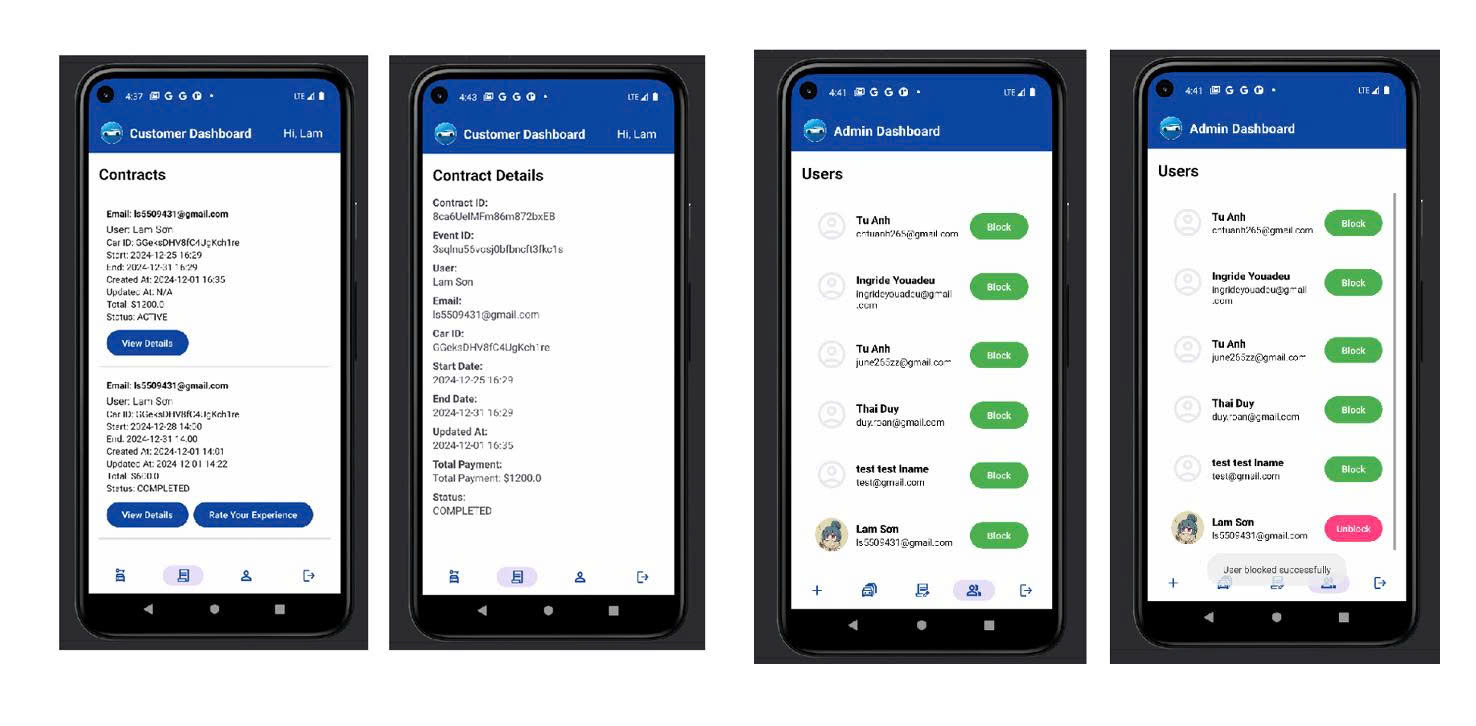 4:37
LTE
Customer Dashboard
Hi, Lam
Contracts
Email: ls5509431@gmail.com
User: Lam Sơn
Car ID: GGeksDHV8fC4UgKch1re
Start: 2024-12-25 16:29
End: 2024-12-31 16:29
Created At: 2024-12-01 16:35
Updated At: N/A
Total: $1200.0
Status: ACTIVE
View Details
Email: ls5509431@gmail.com
User: Lam Sơn
Car ID: GGeksDHV8fC4UgKch1re
Start: 2024-12-28 14:00
End: 2024-12-31 14:00
Created At: 2024-12-01 14:01
Updated At: 2024-12-01 14:22
Total: $600.0
Status: COMPLETED
View Details
Rate Your Experience
4:43
LTE
Customer Dashboard
Hi, Lam
Contract Details
Contract ID:
Event ID:
User:
Lam Sơn
Email:
ls5509431@gmail.com
Car ID:
GGeksDHV8fC4UgKch1re
Start Date:
2024-12-25 16:29
End Date:
2024-12-31 16:29
Updated At:
2024-12-01 16:35
Total Payment:
Total Payment: $1200.0
Status:
COMPLETED
4:41
LTE
Admin Dashboard
Users
Tu Anh
cntuanh265@gmail.com
Block
Ingride Youadeu
ingrideyouadeu@gmail
.com
Block
Tu Anh
june265zz@gmail.com
Block
Thai Duy
duy.roan@gmail.com
Block
test test lname
test@gmail.com
Block
Lam Sơn
ls5509431@gmail.com
Block
4:41
LTE
Admin Dashboard
Users
Tu Anh
cntuanh265@gmail.com
Block
Ingride Youadeu
ingrideyouadeu@gmail
.com
Block
Tu Anh
june265zz@gmail.com
Block
Thai Duy
duy.roan@gmail.com
Block
test test lname
test@gmail.com
Block
Lam Sơn
ls5509431@gmail.com
Unblock
User blocked successfully